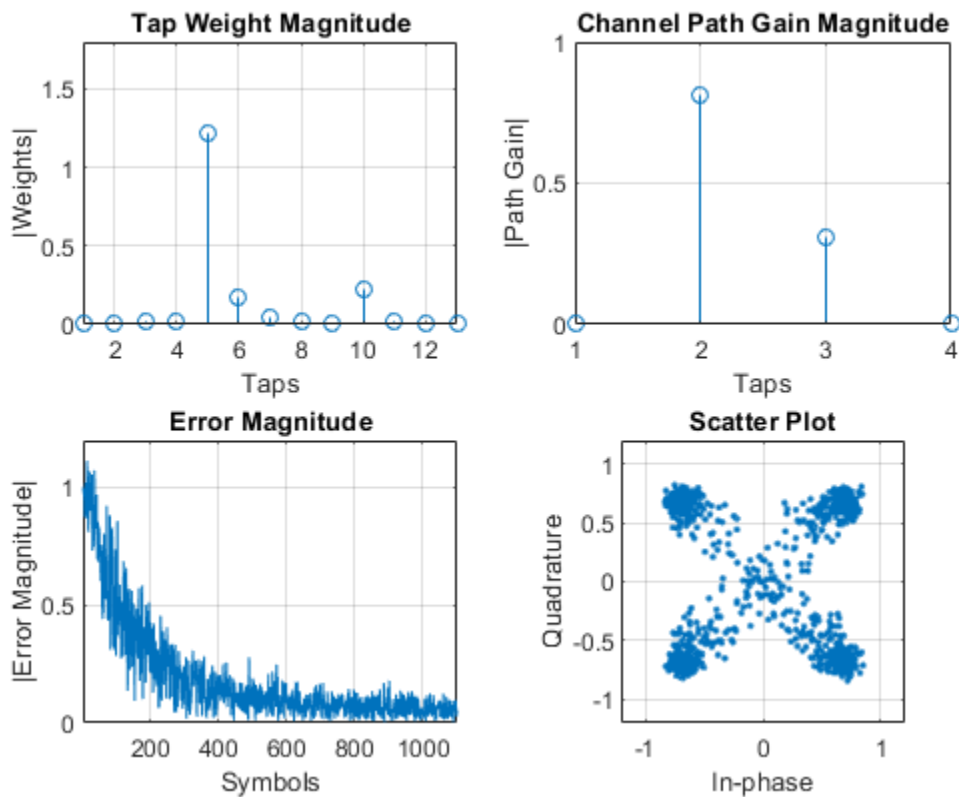 Tap Weight Magnitude
|Weights|
1.5
1
0.5
0
2 4 6 8 10 12
Taps
Channel Path Gain Magnitude
|Path Gain|
1
0.5
0
1 2 3 4
Taps
Error Magnitude
|Error Magnitude|
1
0.5
0
200 400 600 800 1000
Symbols
Scatter Plot
Quadrature
1
0.5
0
-0.5
-1
-1 0 1
In-phase